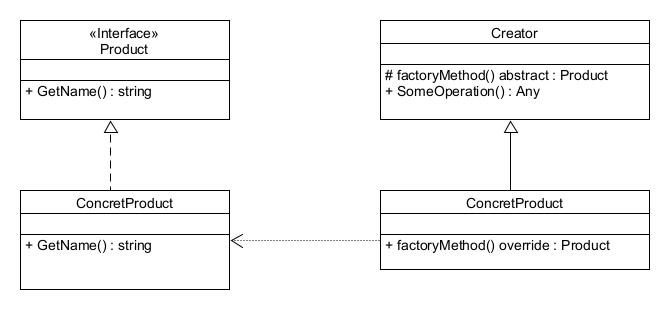 «Interface»
Product
+ GetName() : string
Creator
# factoryMethod() abstract : Product
+ SomeOperation() : Any
ConcretProduct
+ GetName() : string
ConcretProduct
+ factoryMethod() override : Product